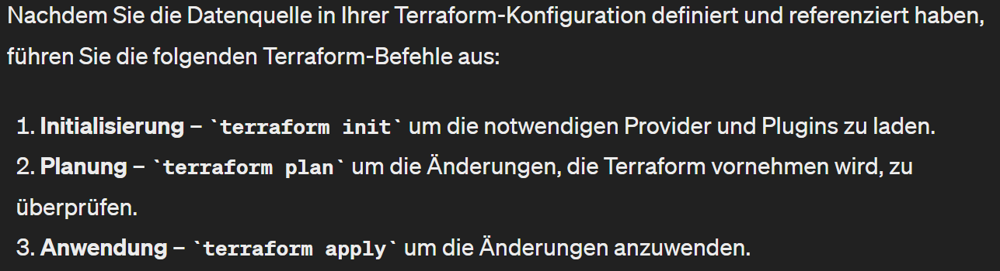 Nachdem Sie die Datenquelle in Ihrer Terraform-Konfiguration definiert und referenziert haben,
führen Sie die folgenden Terraform-Befehle aus:
1. Initialisierung – `terraform init` um die notwendigen Provider und Plugins zu laden.
2. Planung – `terraform plan` um die Änderungen, die Terraform vornehmen wird, zu
überprüfen.
3. Anwendung – `terraform apply` um die Änderungen anzuwenden.